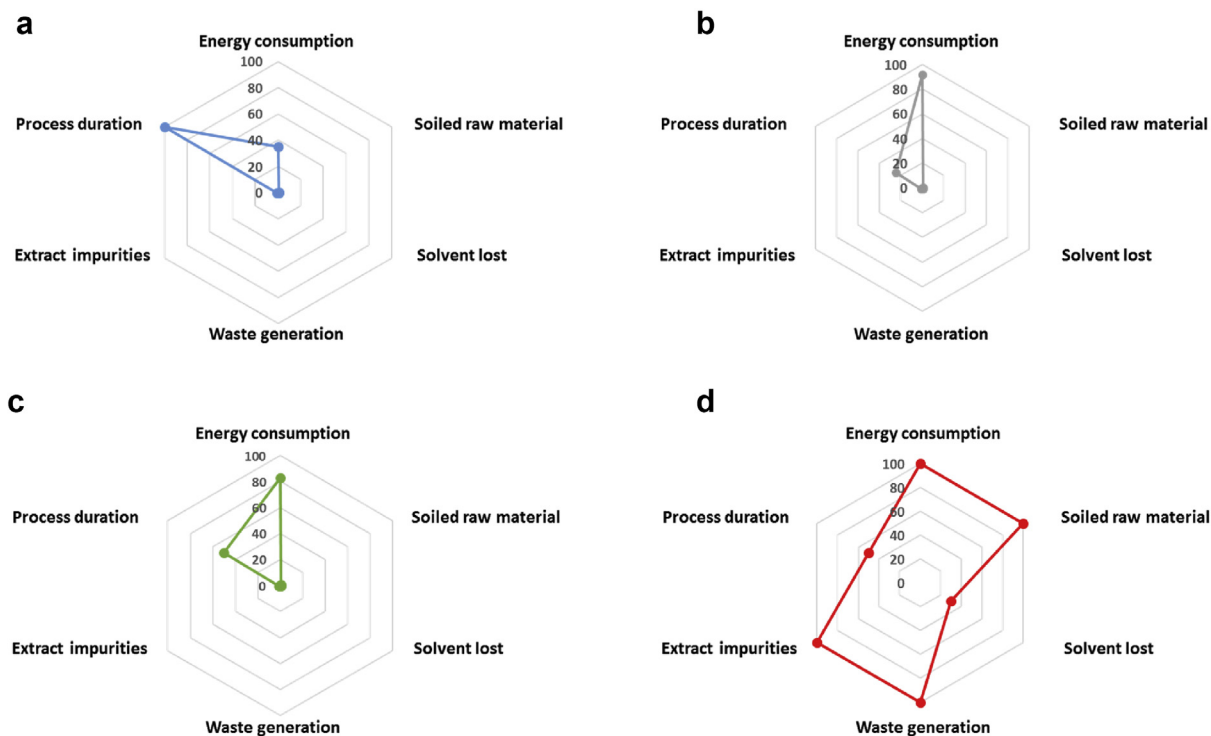 a
Energy consumption
100
80
60
40
20
0
Process duration
Soiled raw material
Extract impurities
Solvent lost
Waste generation
b
Energy consumption
100
80
60
40
20
0
Process duration
Soiled raw material
Extract impurities
Solvent lost
Waste generation
c
Energy consumption
100
80
60
40
20
0
Process duration
Soiled raw material
Extract impurities
Solvent lost
Waste generation
d
Energy consumption
100
80
60
40
20
0
Process duration
Soiled raw material
Extract impurities
Solvent lost
Waste generation